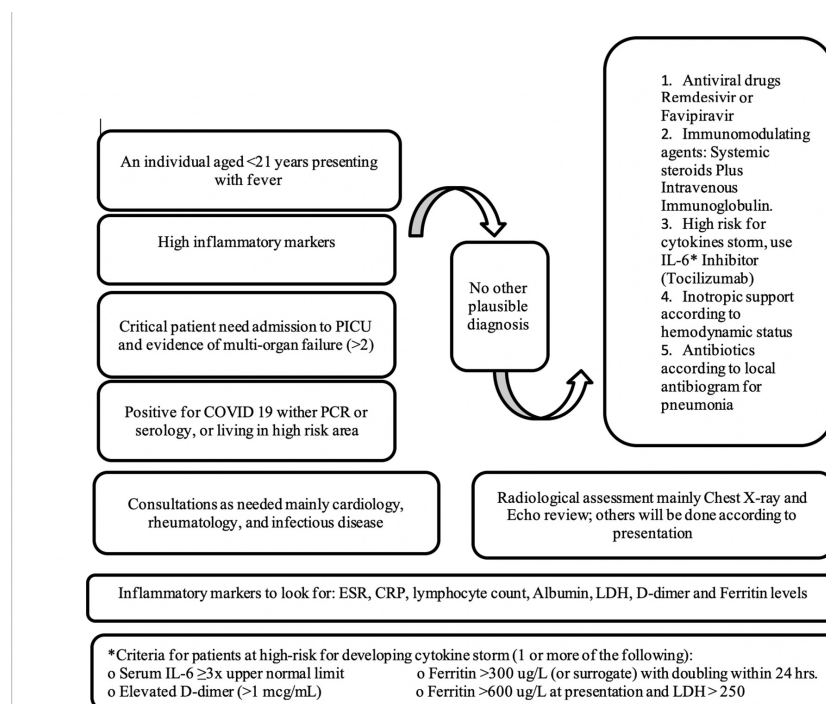 An individual aged <21 years presenting
with fever
High inflammatory markers
Critical patient need admission to PICU
and evidence of multi-organ failure (>2)
Positive for COVID 19 wither PCR or
serology, or living in high risk area
No other
plausible
diagnosis
1. Antiviral drugs
Remdesivir or
Favipiravir
2. Immunomodulating
agents: Systemic
steroids Plus
Intravenous
Immunoglobulin.
3. High risk for
cytokines storm, use
IL-6* Inhibitor
(Tocilizumab)
4. Inotropic support
according to
hemodynamic status
5. Antibiotics
according to local
antibiogram for
pneumonia
Consultations as needed mainly cardiology,
rheumatology, and infectious disease
Radiological assessment mainly Chest X-ray and
Echo review; others will be done according to
presentation
Inflammatory markers to look for: ESR, CRP, lymphocyte count, Albumin, LDH, D-dimer and Ferritin levels
*Criteria for patients at high-risk for developing cytokine storm (1 or more of the following):
o Serum IL-6 ≥3x upper normal limit
o Ferritin >300 ug/L (or surrogate) with doubling within 24 hrs.
o Elevated D-dimer (>1 mcg/mL)
o Ferritin >600 ug/L at presentation and LDH > 250